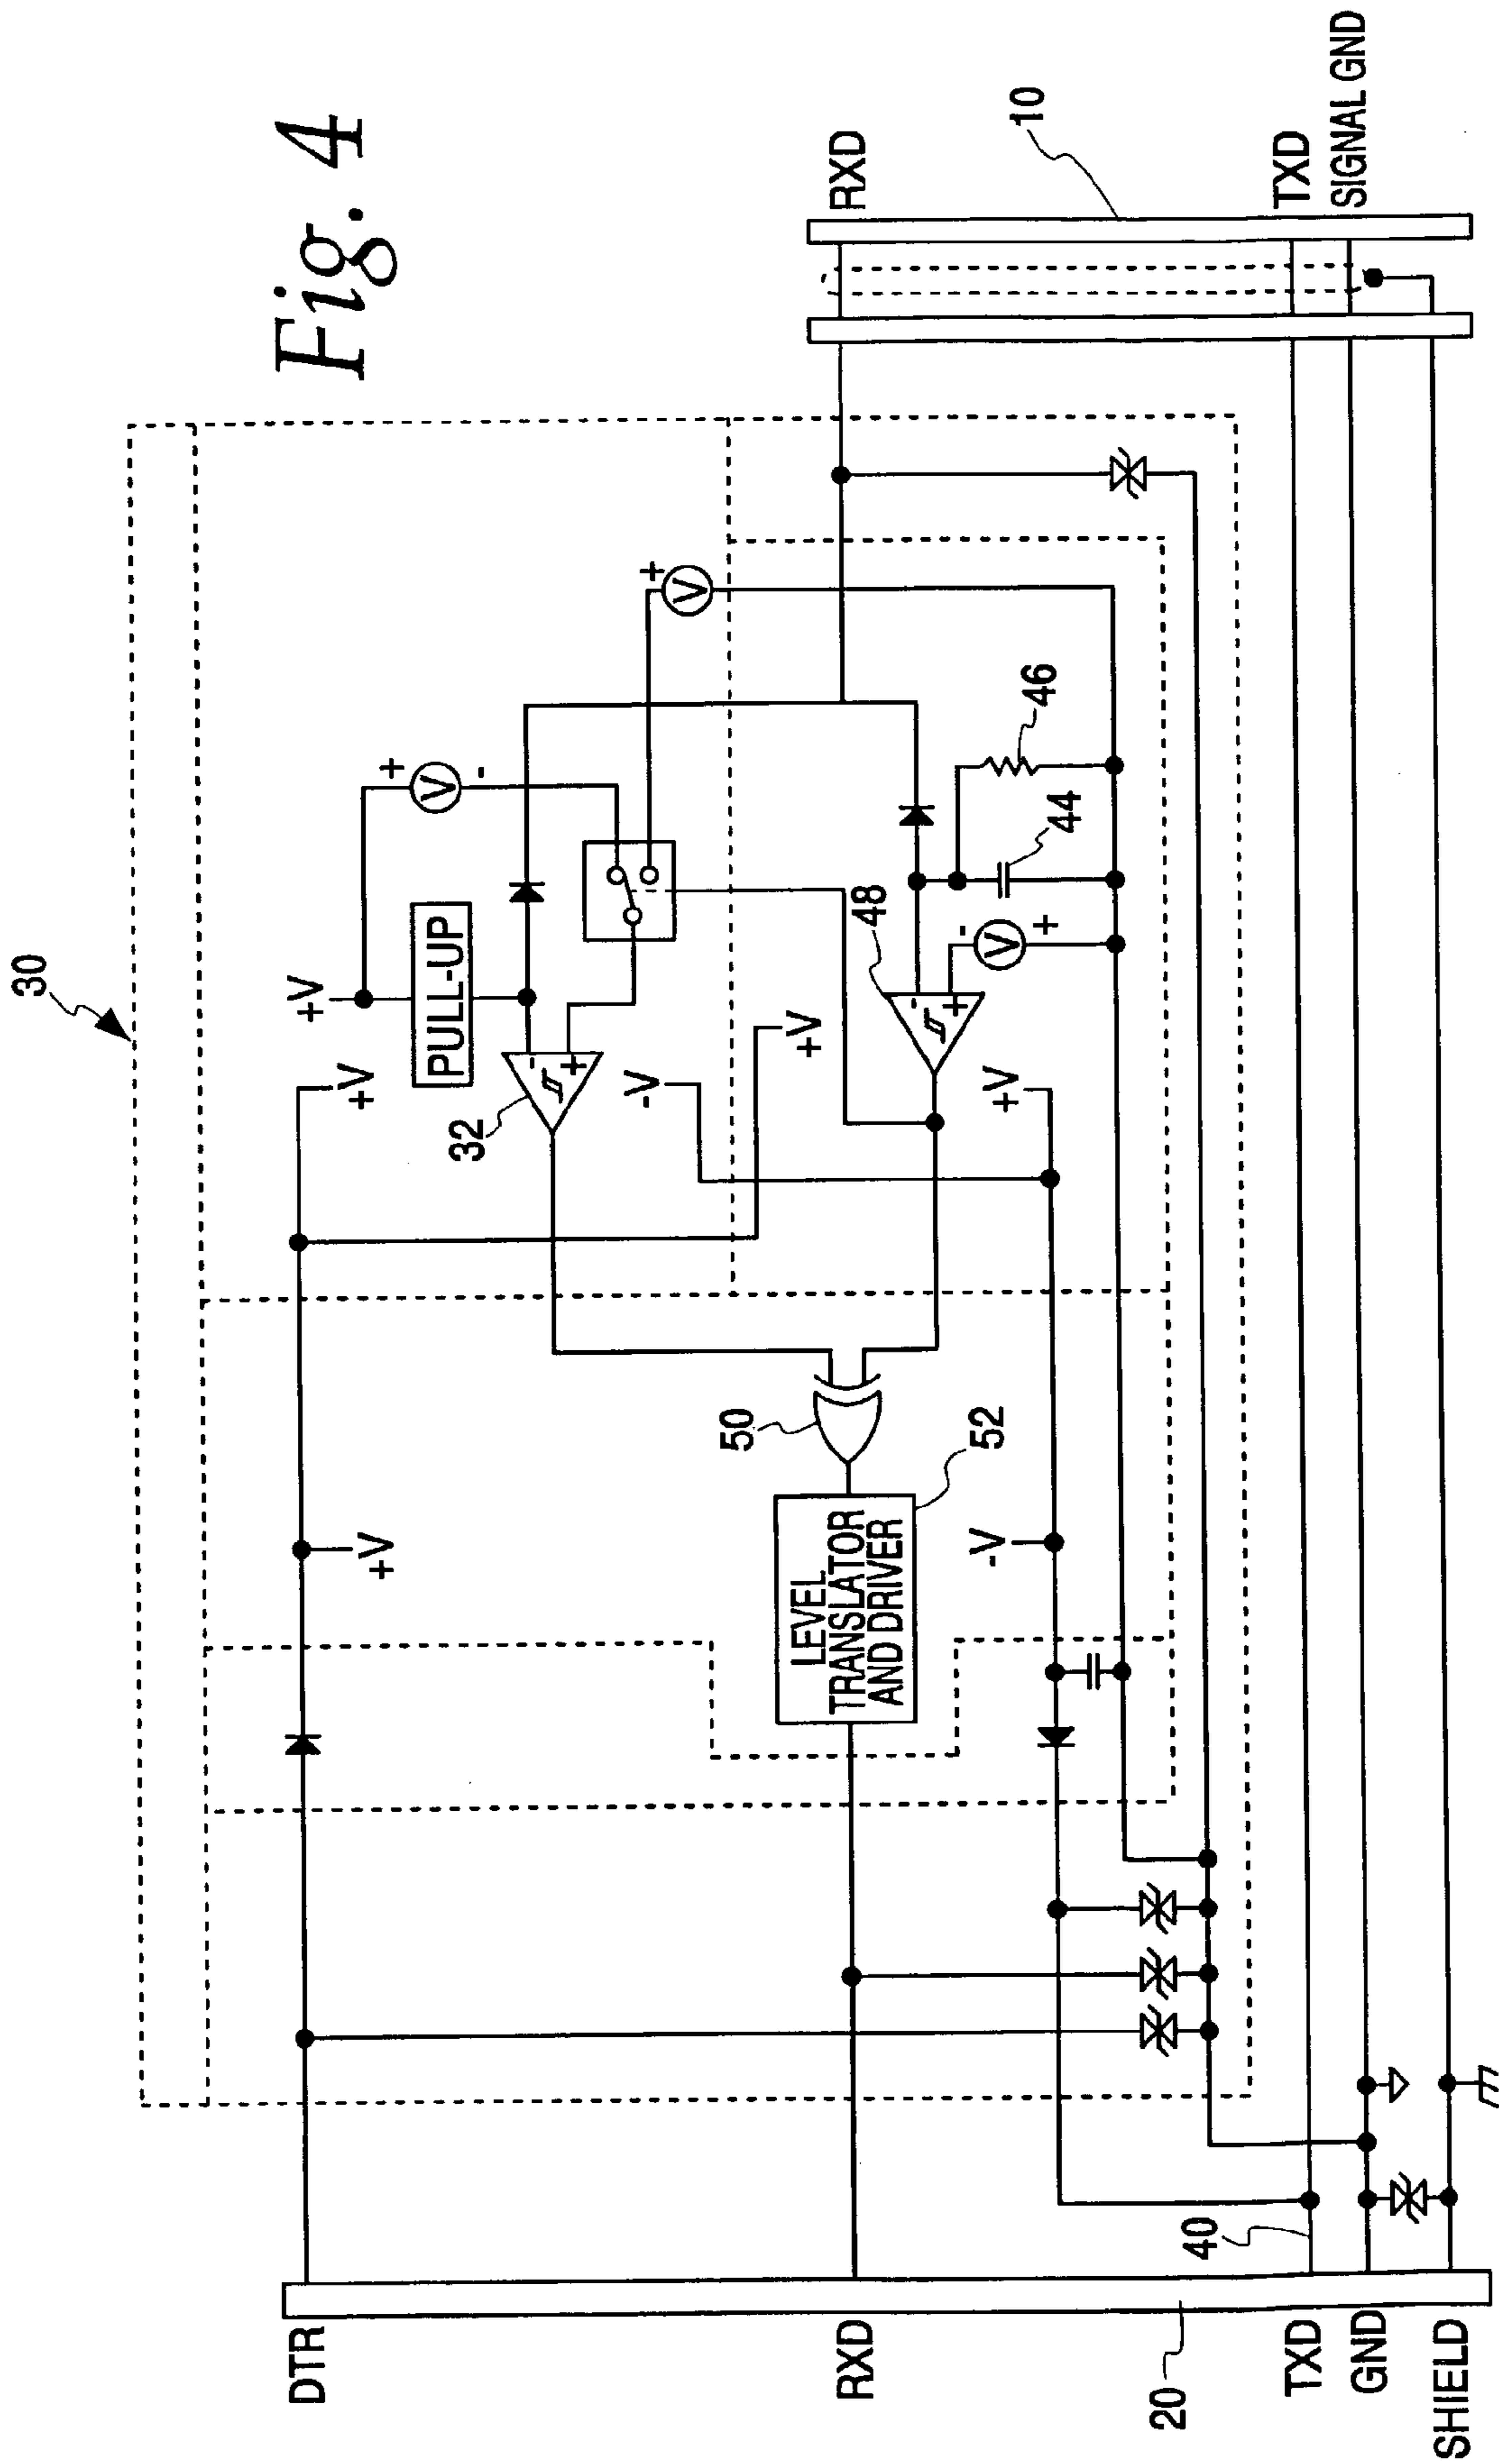 Fig. 4
30
+V
+V
PULL-UP
+
V
-
32
-
+
-V
+V
+
V
48
-
+
-
V
+
44
46
+V
50
LEVEL
TRANSLATOR
AND DRIVER
52
+V
-V
DTR
RXD
TXD
GND
SHIELD
20
40
RXD
10
TXD
SIGNAL GND